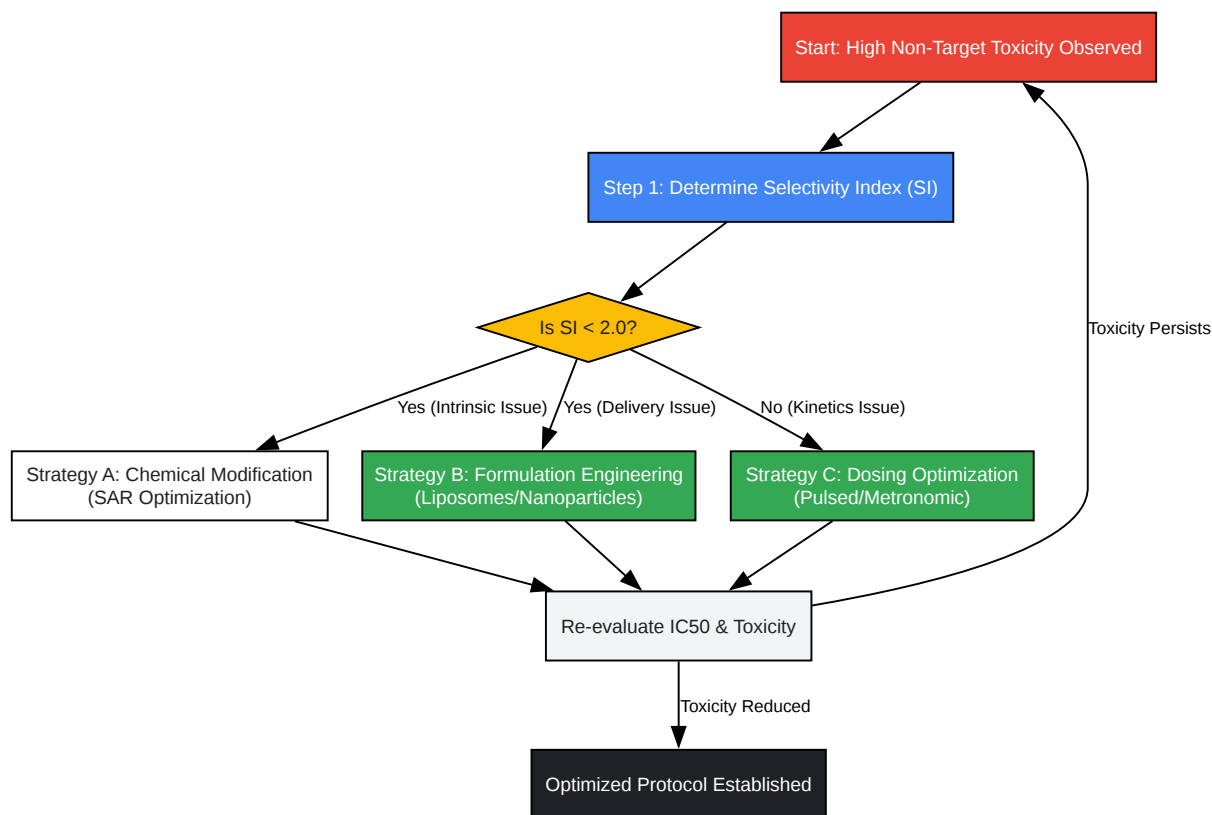 Start: High Non-Target Toxicity Observed
Step 1: Determine Selectivity Index (SI)
Is SI < 2.0?
Toxicity Persists
Yes (Intrinsic Issue)
Yes (Delivery Issue)
No (Kinetics Issue)
Strategy A: Chemical Modification
(SAR Optimization)
Strategy B: Formulation Engineering
(Liposomes/Nanoparticles)
Strategy C: Dosing Optimization
(Pulsed/Metronomic)
Re-evaluate IC50 & Toxicity
Toxicity Reduced
Optimized Protocol Established